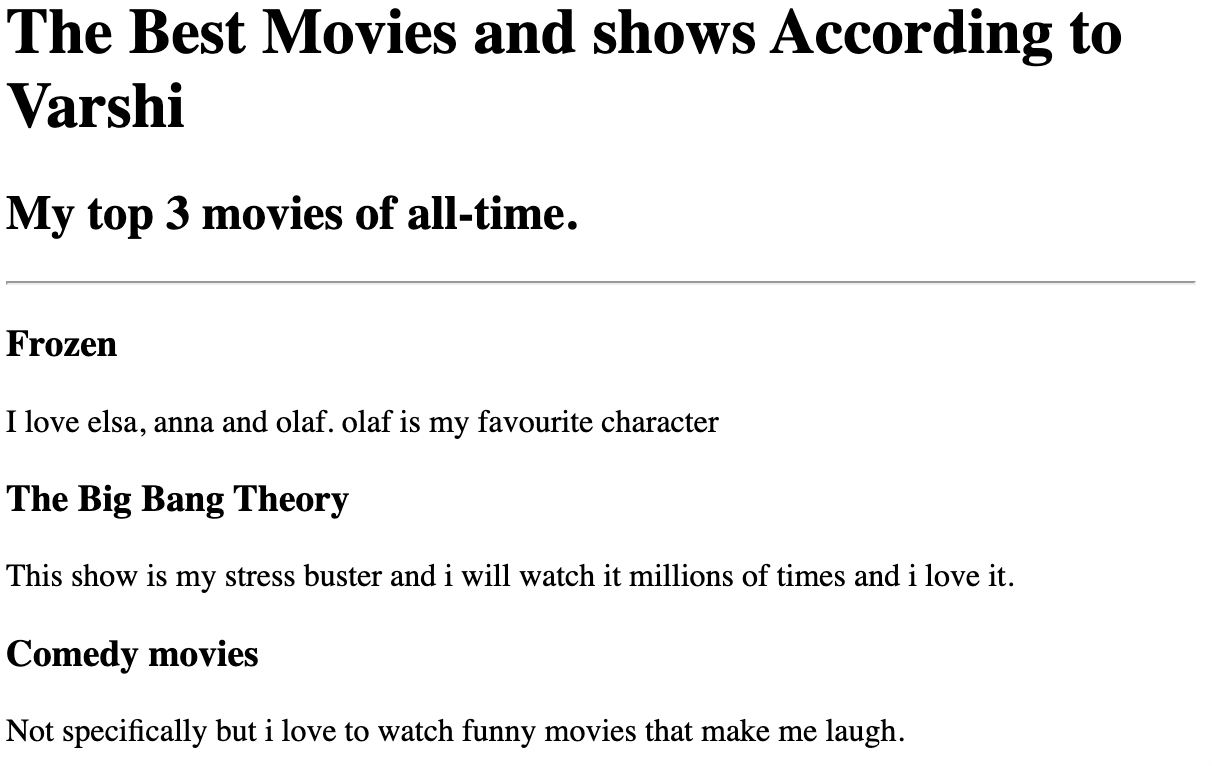 The Best Movies and shows According to
Varshi
My top 3 movies of all-time.
Frozen
I love elsa, anna and olaf. olaf is my favourite character
The Big Bang Theory
This show is my stress buster and i will watch it millions of times and i love it.
Comedy movies
Not specifically but i love to watch funny movies that make me laugh.